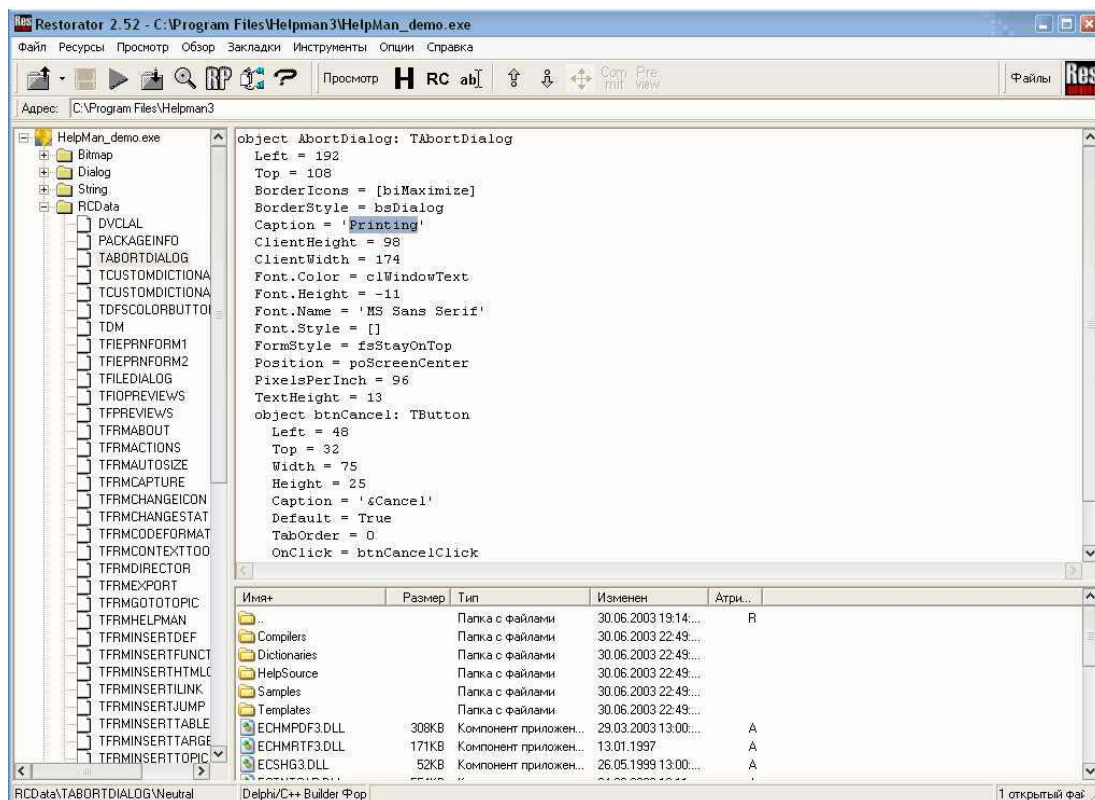 Restorator 2.52 - C:\Program Files\Helpman3\HelpMan_demo.exe
Файл Ресурсы Просмотр Обзор Закладки Инструменты Опции Справка
Просмотр H RC ab Com mit Pre view Файлы Res
Адрес: C:\Program Files\Helpman3
HelpMan_demo.exe
Bitmap
Dialog
String
RCData
DVCLAL
PACKAGEINFO
TABORTDIALOG
TCUSTOMDICTIONA
TCUSTOMDICTIONA
TDFSCOLORBUTTO
TDM
TFIEPRNFORM1
TFIEPRNFORM2
TFILEDIALOG
TFIOPREVIEWS
TFPREVIEWS
TFRMABOUT
TFRMACTIONS
TFRMAUTOSIZE
TFRMCAPTURE
TFRMCHANGEICON
TFRMCHANGESTAT
TFRMCODEFORMAT
TFRMCONTEXTTOO
TFRMDIRECTOR
TFRMEXPORT
TFRMGOTOTOPIC
TFRMHELPMAN
TFRMINSERTDEF
TFRMINSERTFUNCT
TFRMINSERTHTMLC
TFRMINSERTILINK
TFRMINSERTJUMP
TFRMINSERTTABLE
TFRMINSERTTARGE
TFRMINSERTTOPIC
object AbortDialog: TAbortDialog
Left = 192
Top = 108
BorderIcons = [biMaximize]
BorderStyle = bsDialog
Caption = 'Printing'
ClientHeight = 98
ClientWidth = 174
Font.Color = clWindowText
Font.Height = -11
Font.Name = 'MS Sans Serif'
Font.Style = []
FormStyle = fsStayOnTop
Position = poScreenCenter
PixelsPerInch = 96
TextHeight = 13
object btnCancel: TButton
Left = 48
Top = 32
Width = 75
Height = 25
Caption = '&Cancel'
Default = True
TabOrder = 0
OnClick = btnCancelClick
Имя+ Размер Тип Изменен Атри...
.. Папка с файлами 30.06.2003 19:14:... R
Compilers Папка с файлами 30.06.2003 22:49:...
Dictionaries Папка с файлами 30.06.2003 22:49:...
HelpSource Папка с файлами 30.06.2003 22:49:...
Samples Папка с файлами 30.06.2003 22:49:...
Templates Папка с файлами 30.06.2003 22:49:...
ECHMPDF3.DLL 308KB Компонент приложен... 29.03.2003 13:00:... A
ECHMRTF3.DLL 171KB Компонент приложен... 13.01.1997 A
ECSHG3.DLL 52KB Компонент приложен... 26.05.1999 13:00:... A
RCData\TABORTDIALOG\Neutral Delphi/C++ Builder Фор 1 открытый фай